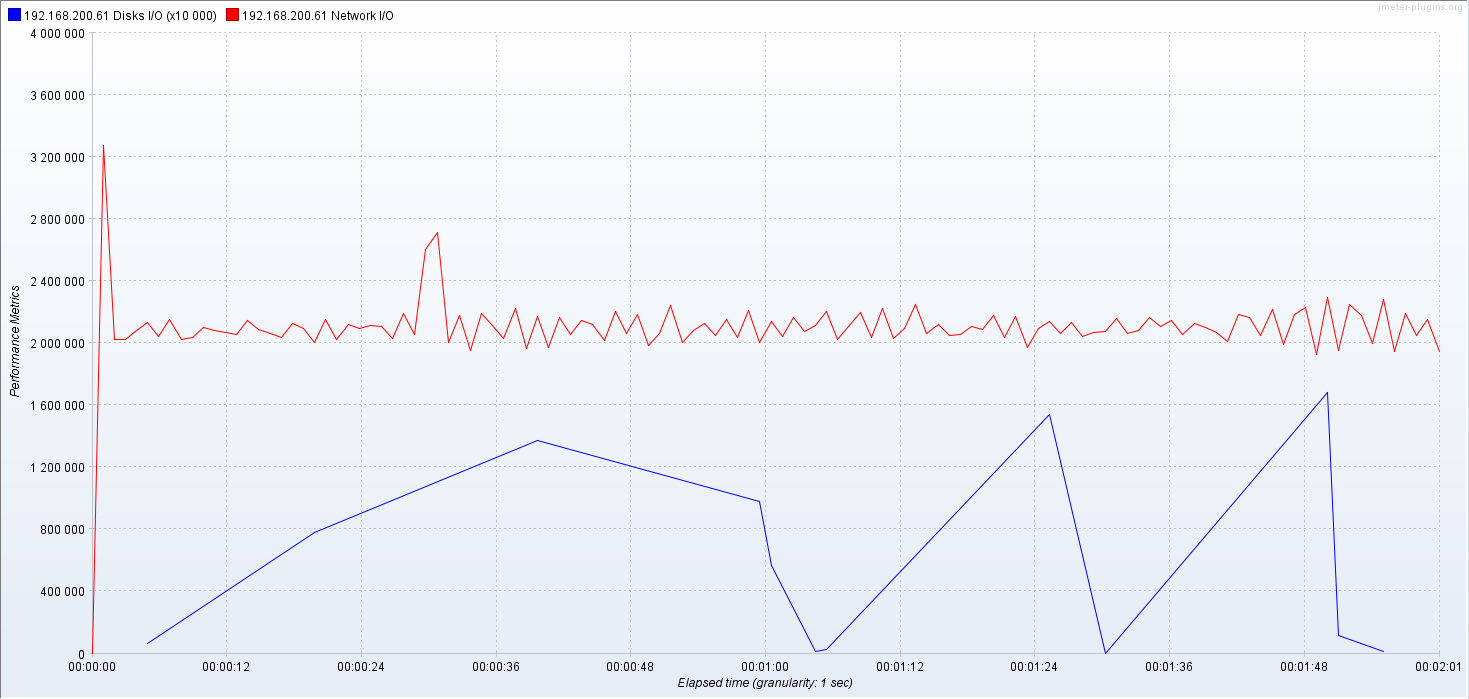 jmeter-plugins.org
192.168.200.61 Disks I/O (x10 000) 192.168.200.61 Network I/O
4 000 000
3 600 000
3 200 000
2 800 000
2 400 000
2 000 000
1 600 000
1 200 000
800 000
400 000
0
Performance Metrics
00:00:00 00:00:12 00:00:24 00:00:36 00:00:48 00:01:00 00:01:12 00:01:24 00:01:36 00:01:48 00:02:01
Elapsed time (granularity: 1 sec)